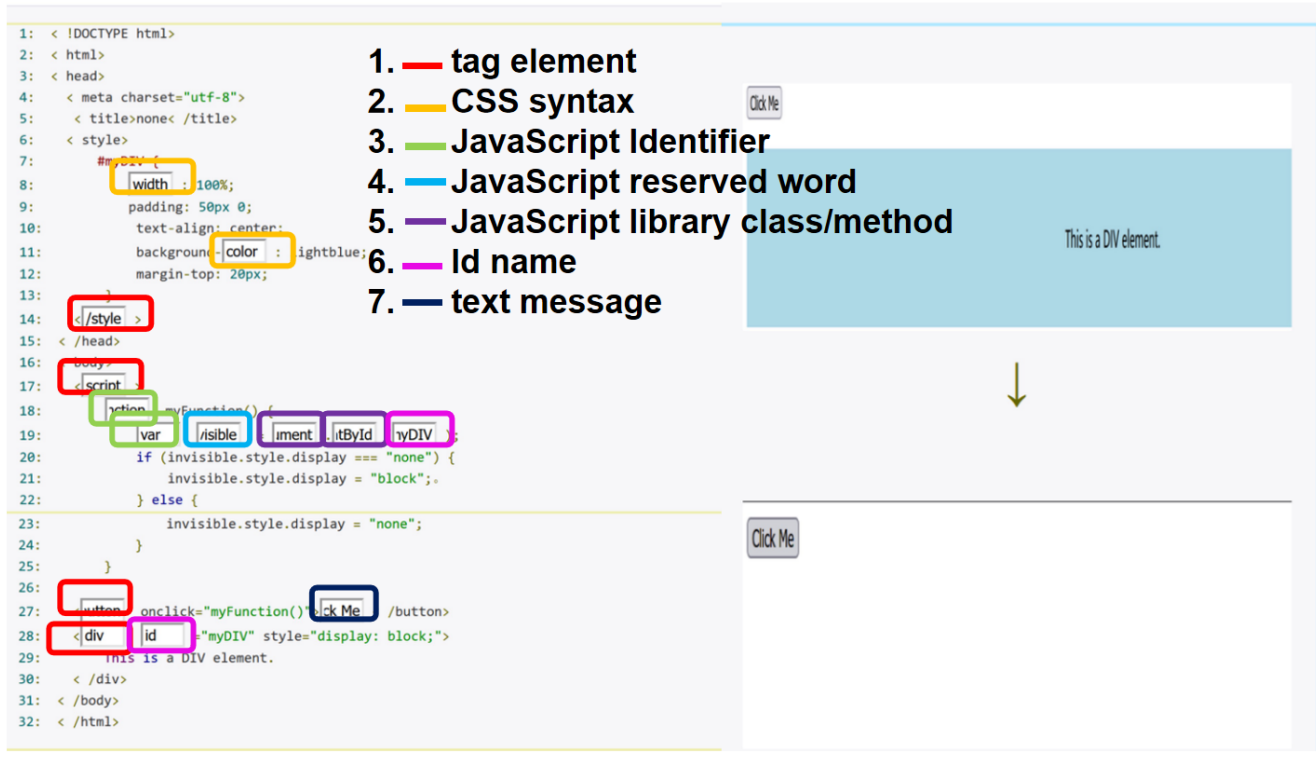 1: < !DOCTYPE html>
2: < html>
3: < head>
4: < meta charset="utf-8">
5: < title>none< /title>
6: < style>
7: #myDIV {
8: width : 100%;
9: padding: 50px 0;
10: text-align: center;
11: background- color : lightblue;
12: margin-top: 20px;
13: }
14: < /style >
15: < /head>
16: body>
17: < script >
18: nction myFunction() {
19: var visible = ument . ntById myDIV );
20: if (invisible.style.display === "none") {
21: invisible.style.display = "block";
22: } else {
23: invisible.style.display = "none";
24: }
25: }
26:
27: < button onclick="myFunction()"> ck Me /button>
28: < div id ="myDIV" style="display: block;">
29: This is a DIV element.
30: < /div>
31: < /body>
32: < /html>
1. tag element
2. CSS syntax
3. JavaScript Identifier
4. JavaScript reserved word
5. JavaScript library class/method
6. Id name
7. text message
Click Me
This is a DIV element.
Click Me